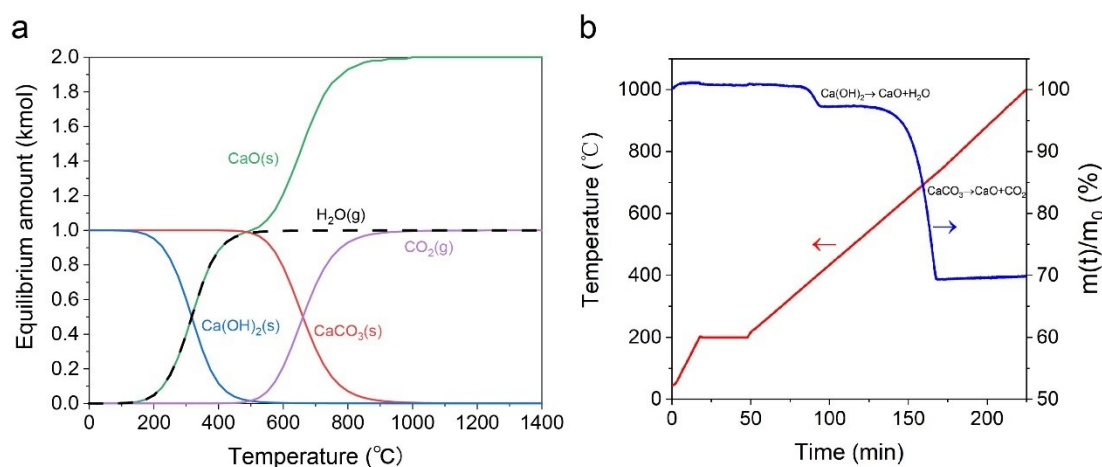 a
Equilibrium amount (kmol)
2.0
1.8
1.6
1.4
1.2
1.0
0.8
0.6
0.4
0.2
0.0
CaO(s)
H₂O(g)
CO₂(g)
Ca(OH)₂(s)
CaCO₃(s)
0 200 400 600 800 1000 1200 1400
Temperature (℃)
b
Temperature (℃)
1000
800
600
400
200
0
Ca(OH)₂→ CaO+H₂O
CaCO₃→CaO+CO₂
100
90
80
70
60
50
m(t)/m₀ (%)
0 50 100 150 200
Time (min)